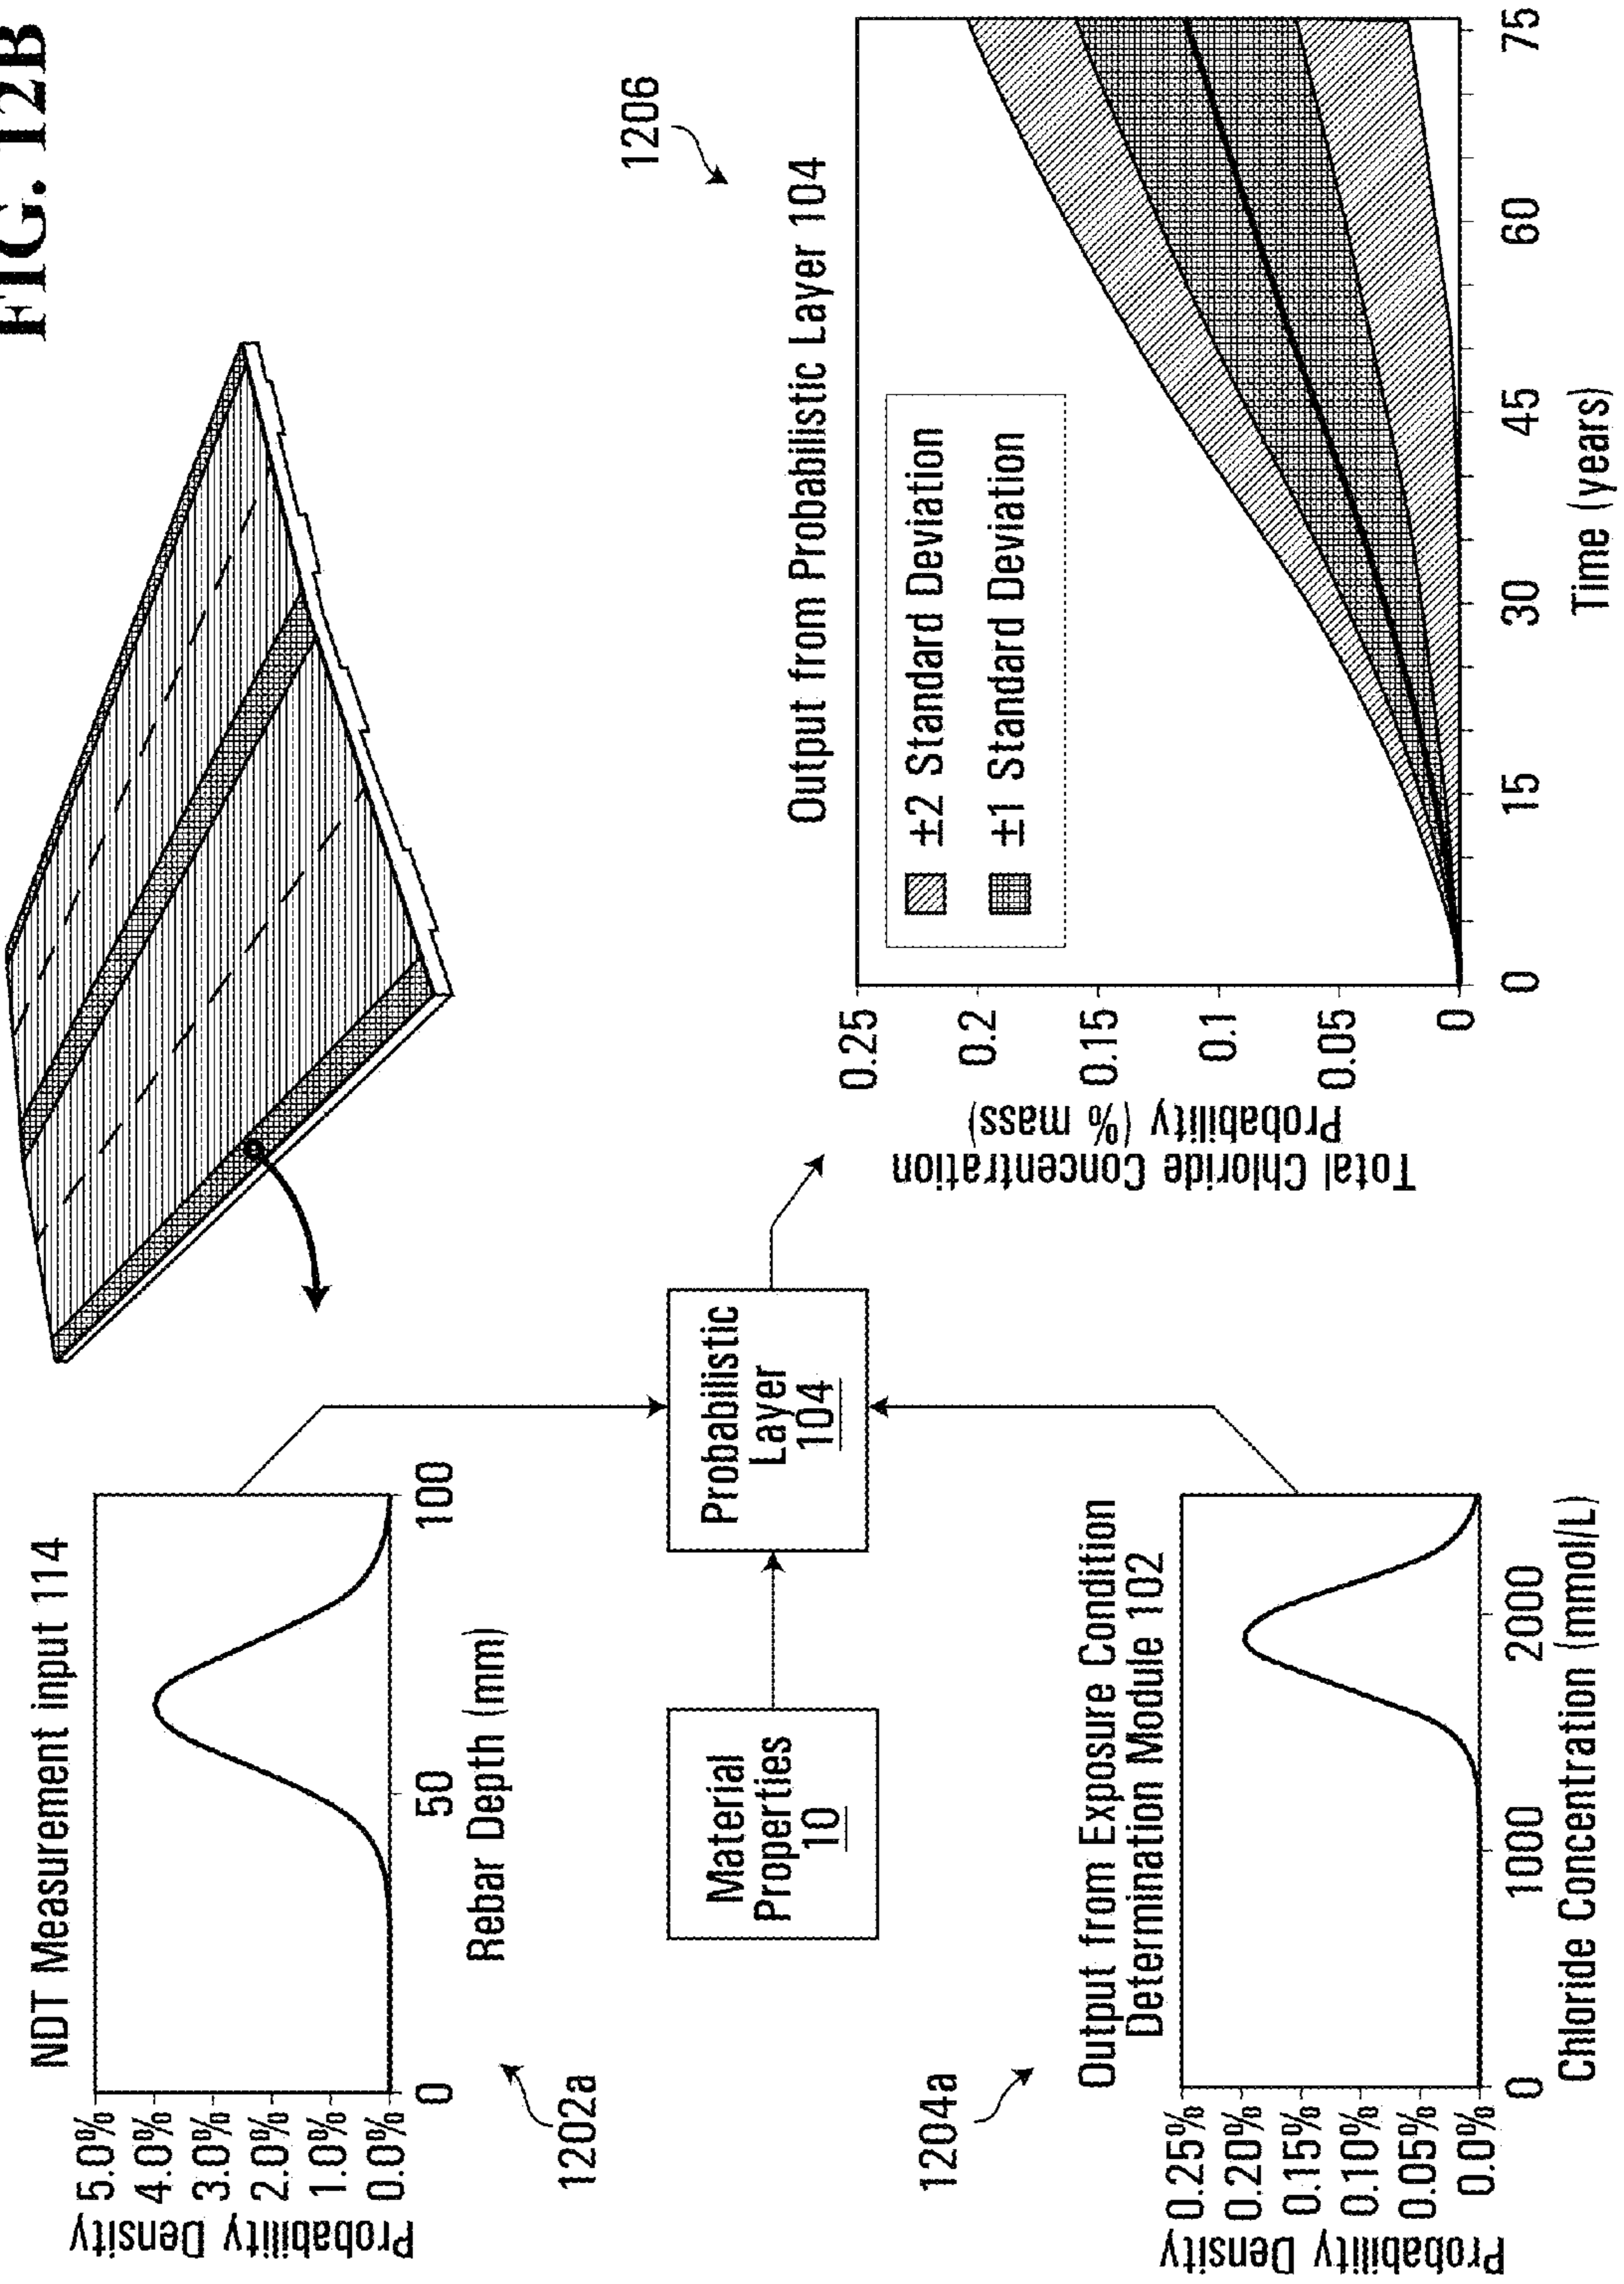 FIG. 12B
NDT Measurement input 114
Probability Density
5.0%
4.0%
3.0%
2.0%
1.0%
0.0%
0
50
100
Rebar Depth (mm)
1202a
Material
Properties
10
Probabilistic
Layer
104
1204a
Output from Exposure Condition
Determination Module 102
Probability Density
0.25%
0.20%
0.15%
0.10%
0.05%
0.0%
0
1000
2000
Chloride Concentration (mmol/L)
1206
Output from Probabilistic Layer 104
Total Chloride Concentration
Probability (% mass)
0.25
0.2
0.15
0.1
0.05
0
±2 Standard Deviation
±1 Standard Deviation
0
15
30
45
60
75
Time (years)